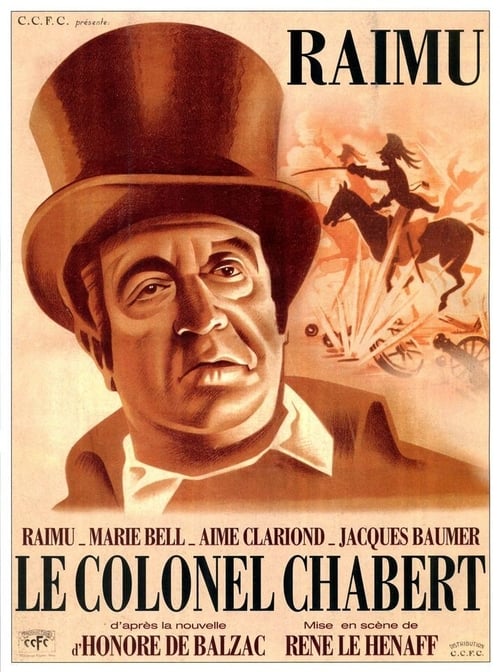 C.C.F.C. présente:
RAIMU
RAIMU _ MARIE BELL _ AIME CLARIOND _ JACQUES BAUMER
LE COLONEL CHABERT
d'après la nouvelle
d'HONORE DE BALZAC
Mise en scène de
RENE LE HENAFF
CCFC
DISTRIBUTION
C.C.F.C.